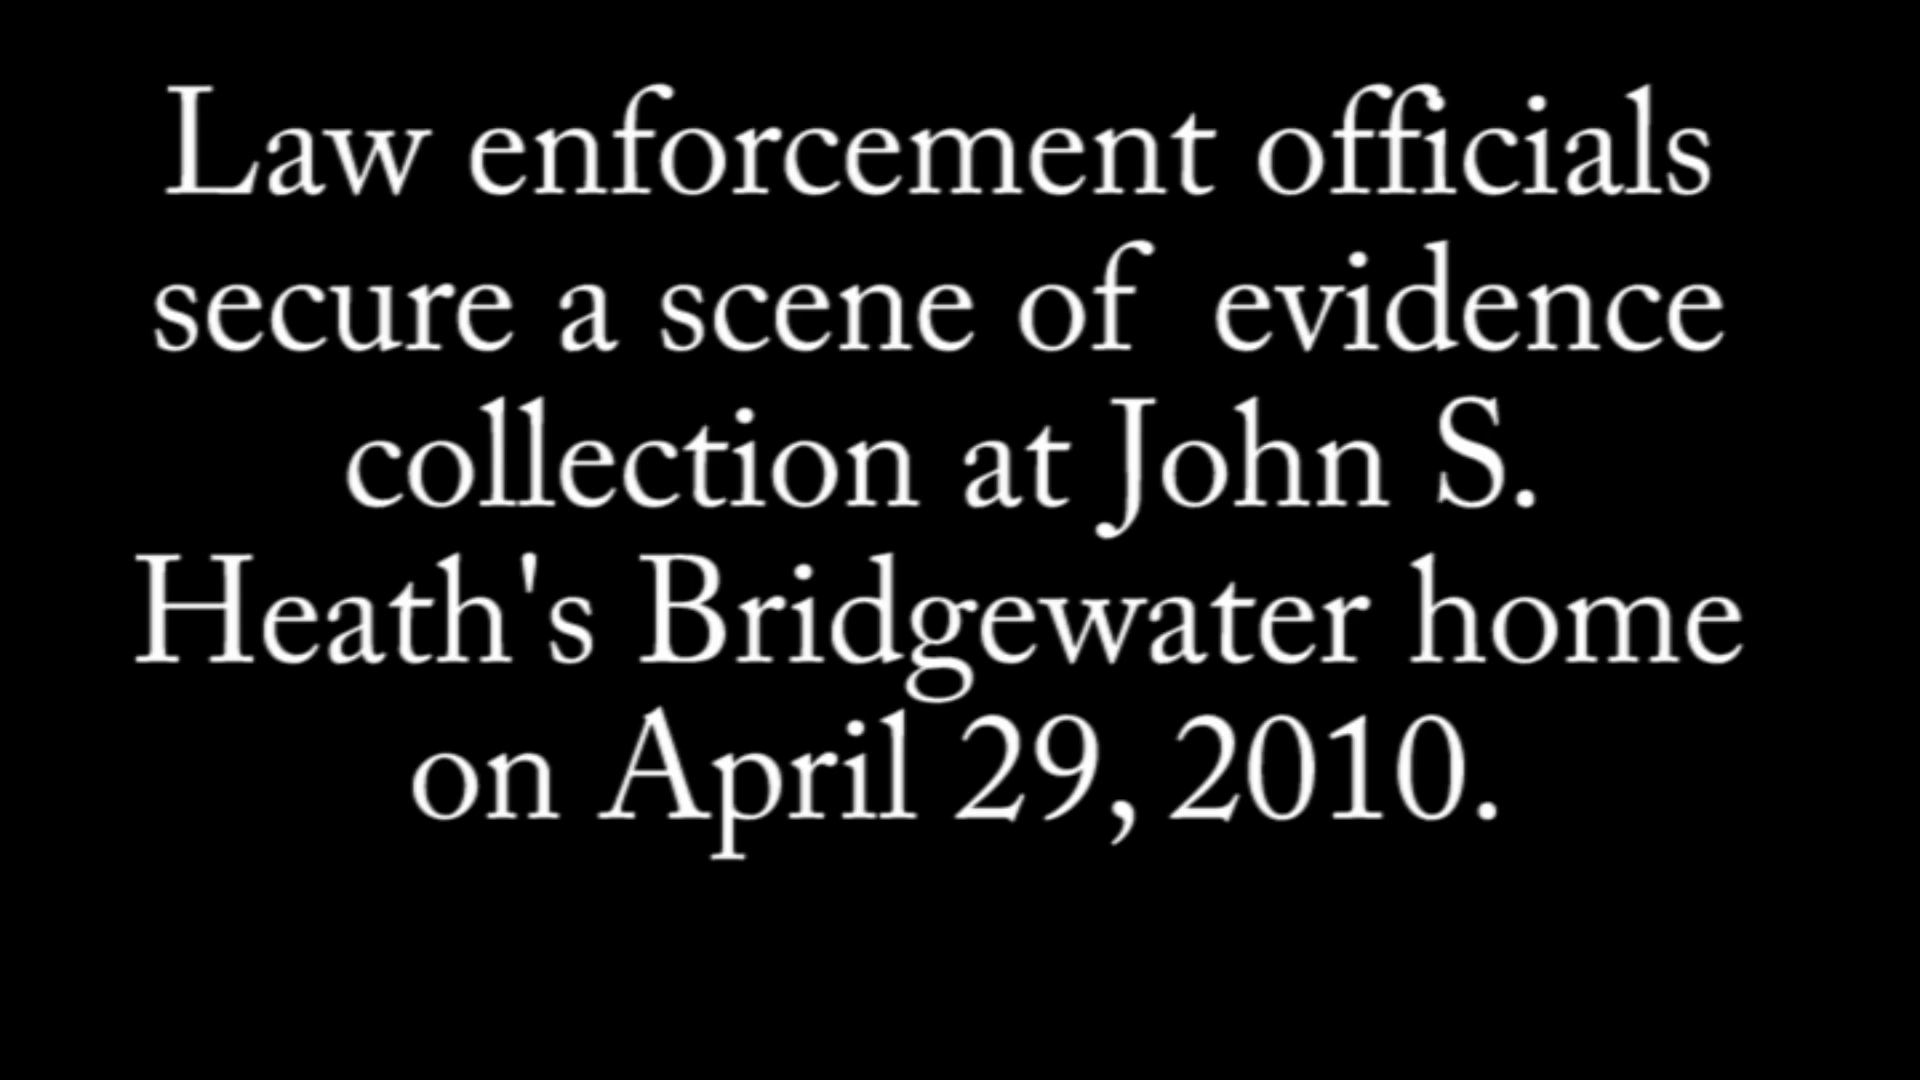 Law enforcement officials
secure a scene of  evidence
collection at John S.
Heath's Bridgewater home
on April 29, 2010.